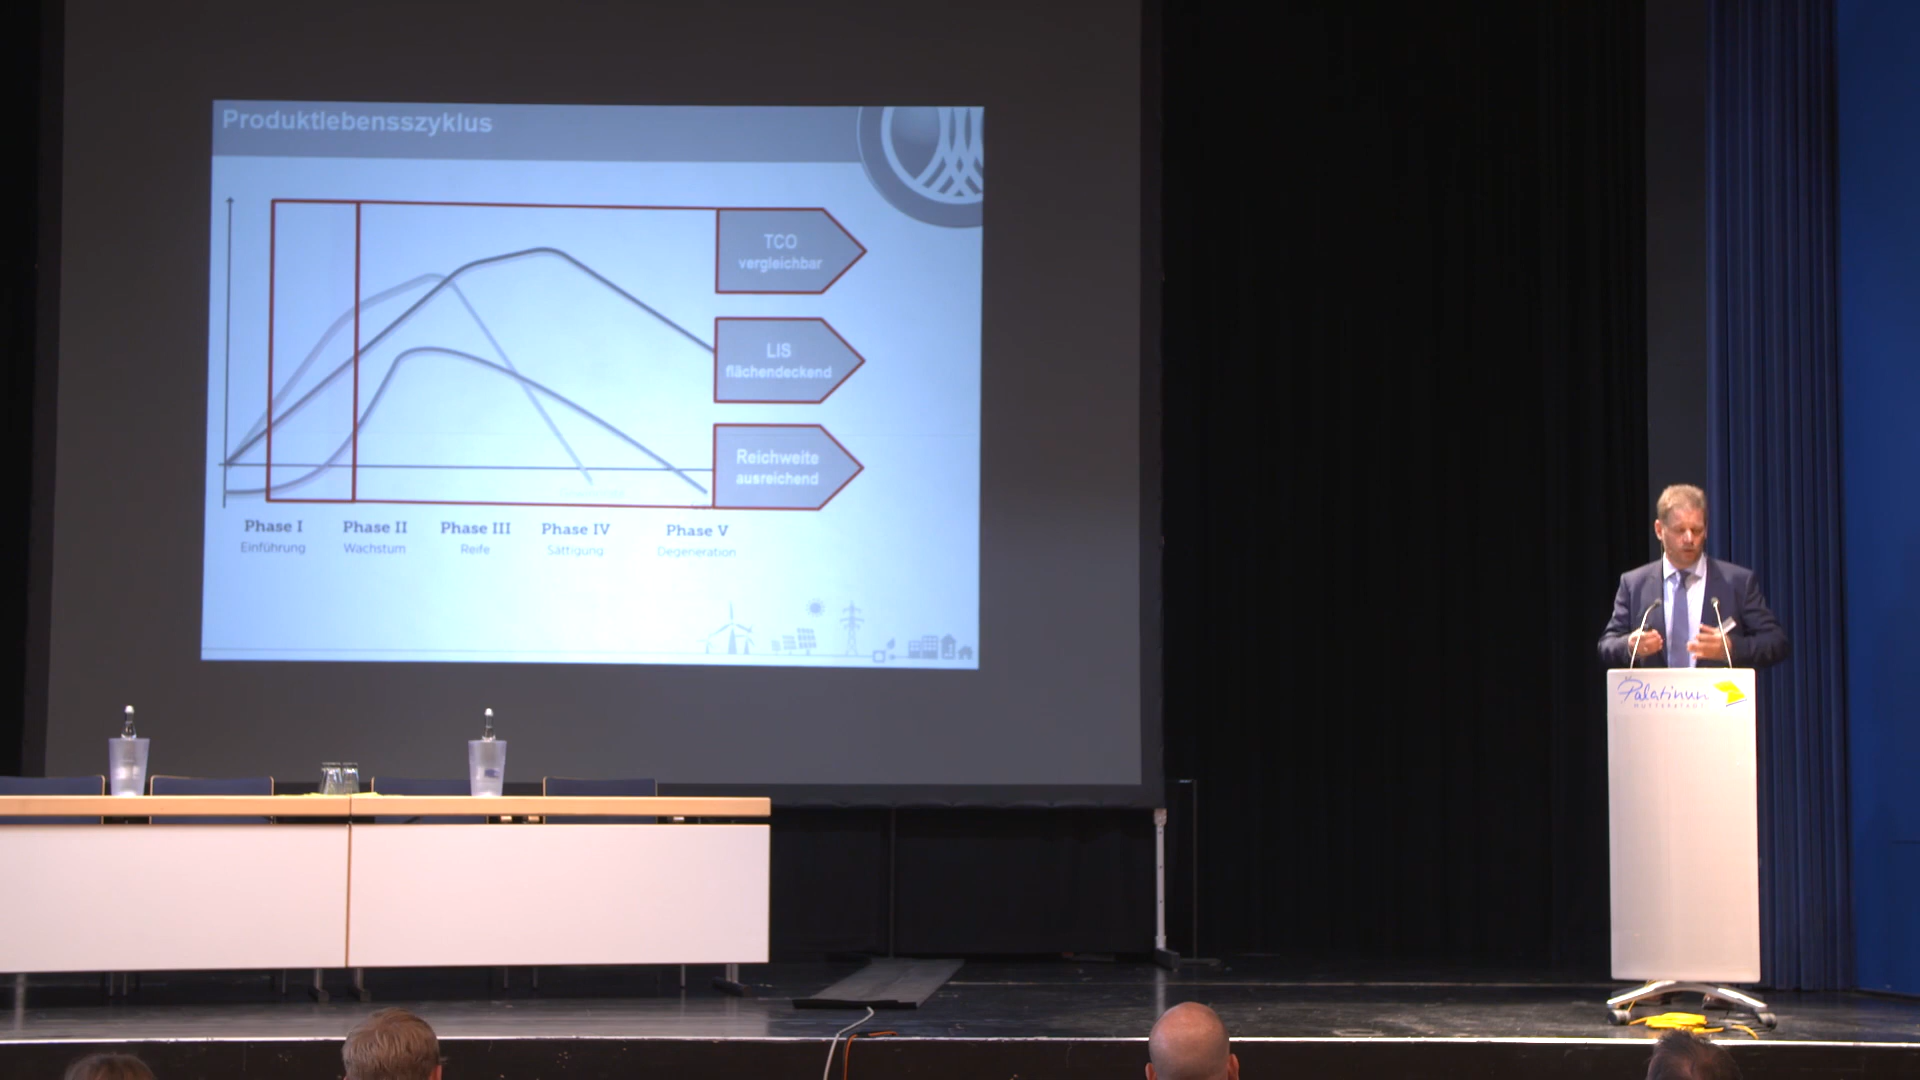 Produktlebensszyklus
TCO
vergleichbar
LIS
flächendeckend
Reichweite
ausreichend
Phase I
Einführung
Phase II
Wachstum
Phase III
Reife
Phase IV
Sättigung
Phase V
Degeneration
Palatinum